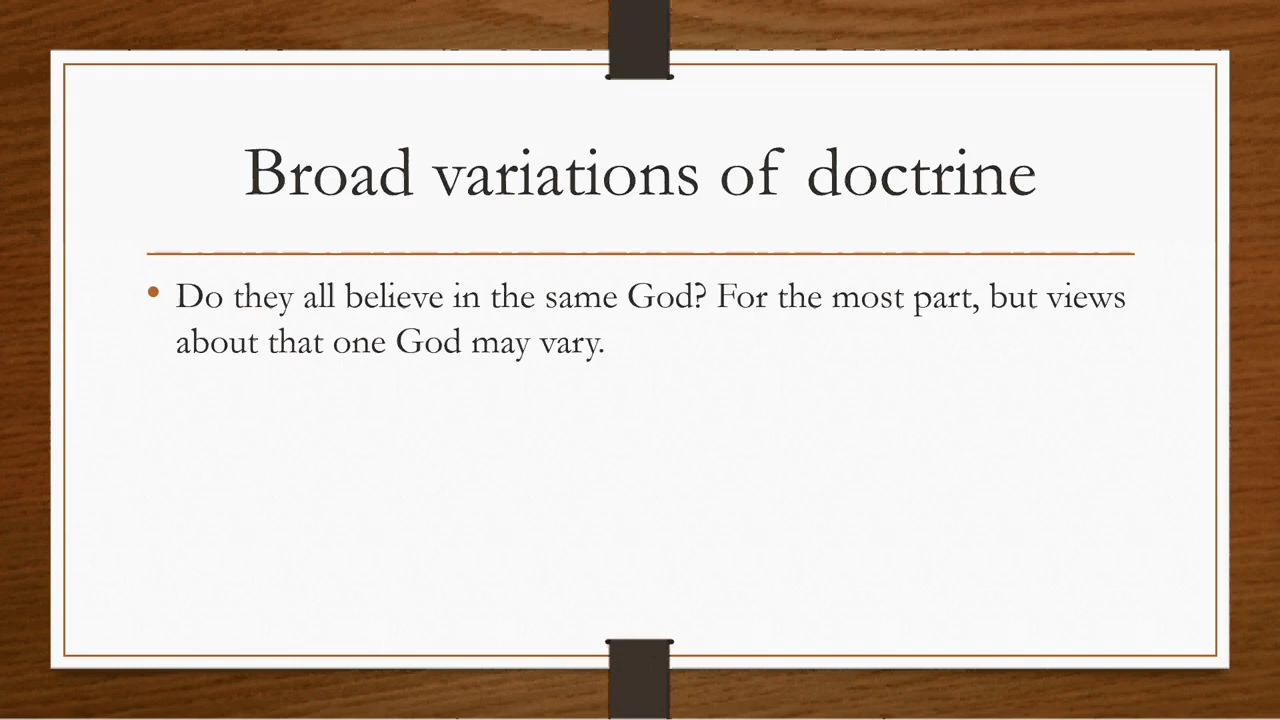 Broad variations of doctrine
• Do they all believe in the same God? For the most part, but views
about that one God may vary.